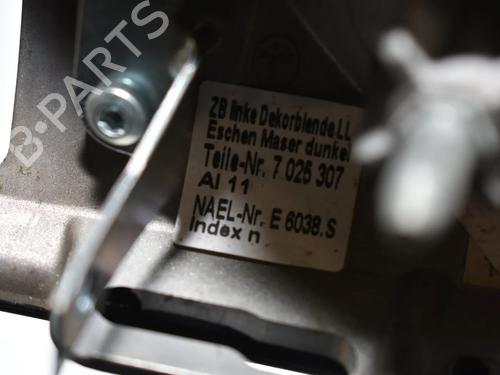 B-PARTS
ZB linke Dekorblende LL
Eschen Maser dunkel
Teile-Nr. 7 025 307
AI 11
NAEL-Nr. E 6038.S
Index n